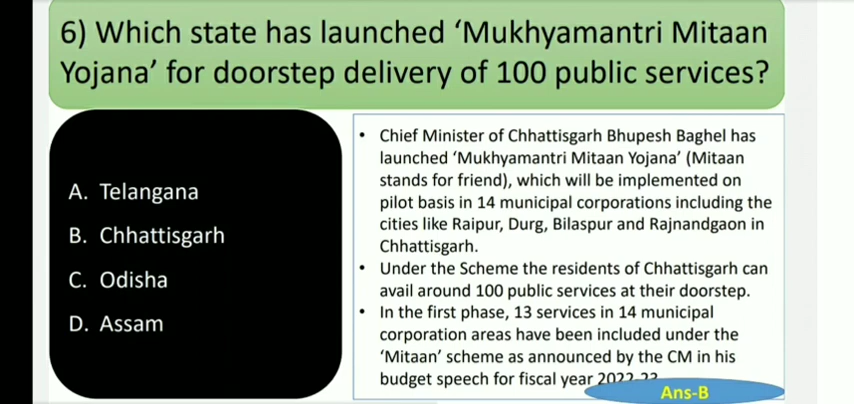 6) Which state has launched ‘Mukhyamantri Mitaan
Yojana’ for doorstep delivery of 100 public services?
A. Telangana
B. Chhattisgarh
C. Odisha
D. Assam
• Chief Minister of Chhattisgarh Bhupesh Baghel has
launched ‘Mukhyamantri Mitaan Yojana’ (Mitaan
stands for friend), which will be implemented on
pilot basis in 14 municipal corporations including the
cities like Raipur, Durg, Bilaspur and Rajnandgaon in
Chhattisgarh.
• Under the Scheme the residents of Chhattisgarh can
avail around 100 public services at their doorstep.
• In the first phase, 13 services in 14 municipal
corporation areas have been included under the
‘Mitaan’ scheme as announced by the CM in his
budget speech for fiscal year 2022-23
Ans-B